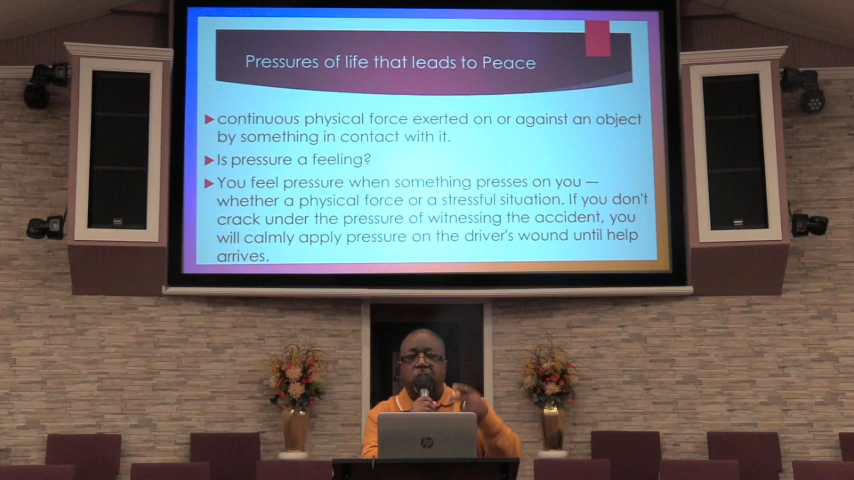 Pressures of life that leads to Peace
continuous physical force exerted on or against an object
by something in contact with it.
Is pressure a feeling?
You feel pressure when something presses on you —
whether a physical force or a stressful situation. If you don't
crack under the pressure of witnessing the accident, you
will calmly apply pressure on the driver's wound until help
arrives.
hp